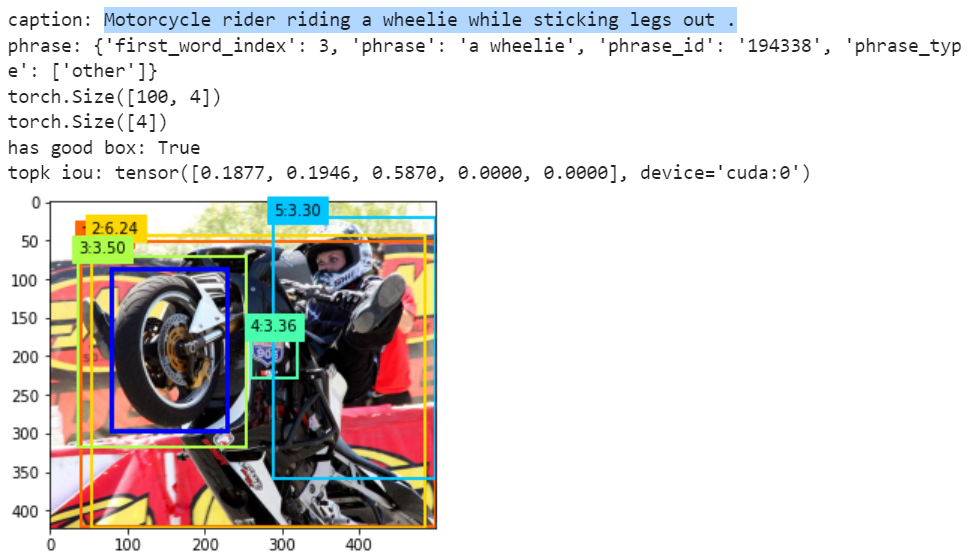 caption: Motorcycle rider riding a wheelie while sticking legs out .
phrase: {'first_word_index': 3, 'phrase': 'a wheelie', 'phrase_id': '194338', 'phrase_typ
e': ['other']}
torch.Size([100, 4])
torch.Size([4])
has good box: True
topk iou: tensor([0.1877, 0.1946, 0.5870, 0.0000, 0.0000], device='cuda:0')
0
5:3.30
2:6.24
50
3:3.50
100
150
4:3.36
200
250
300
350
400
0 100 200 300 400